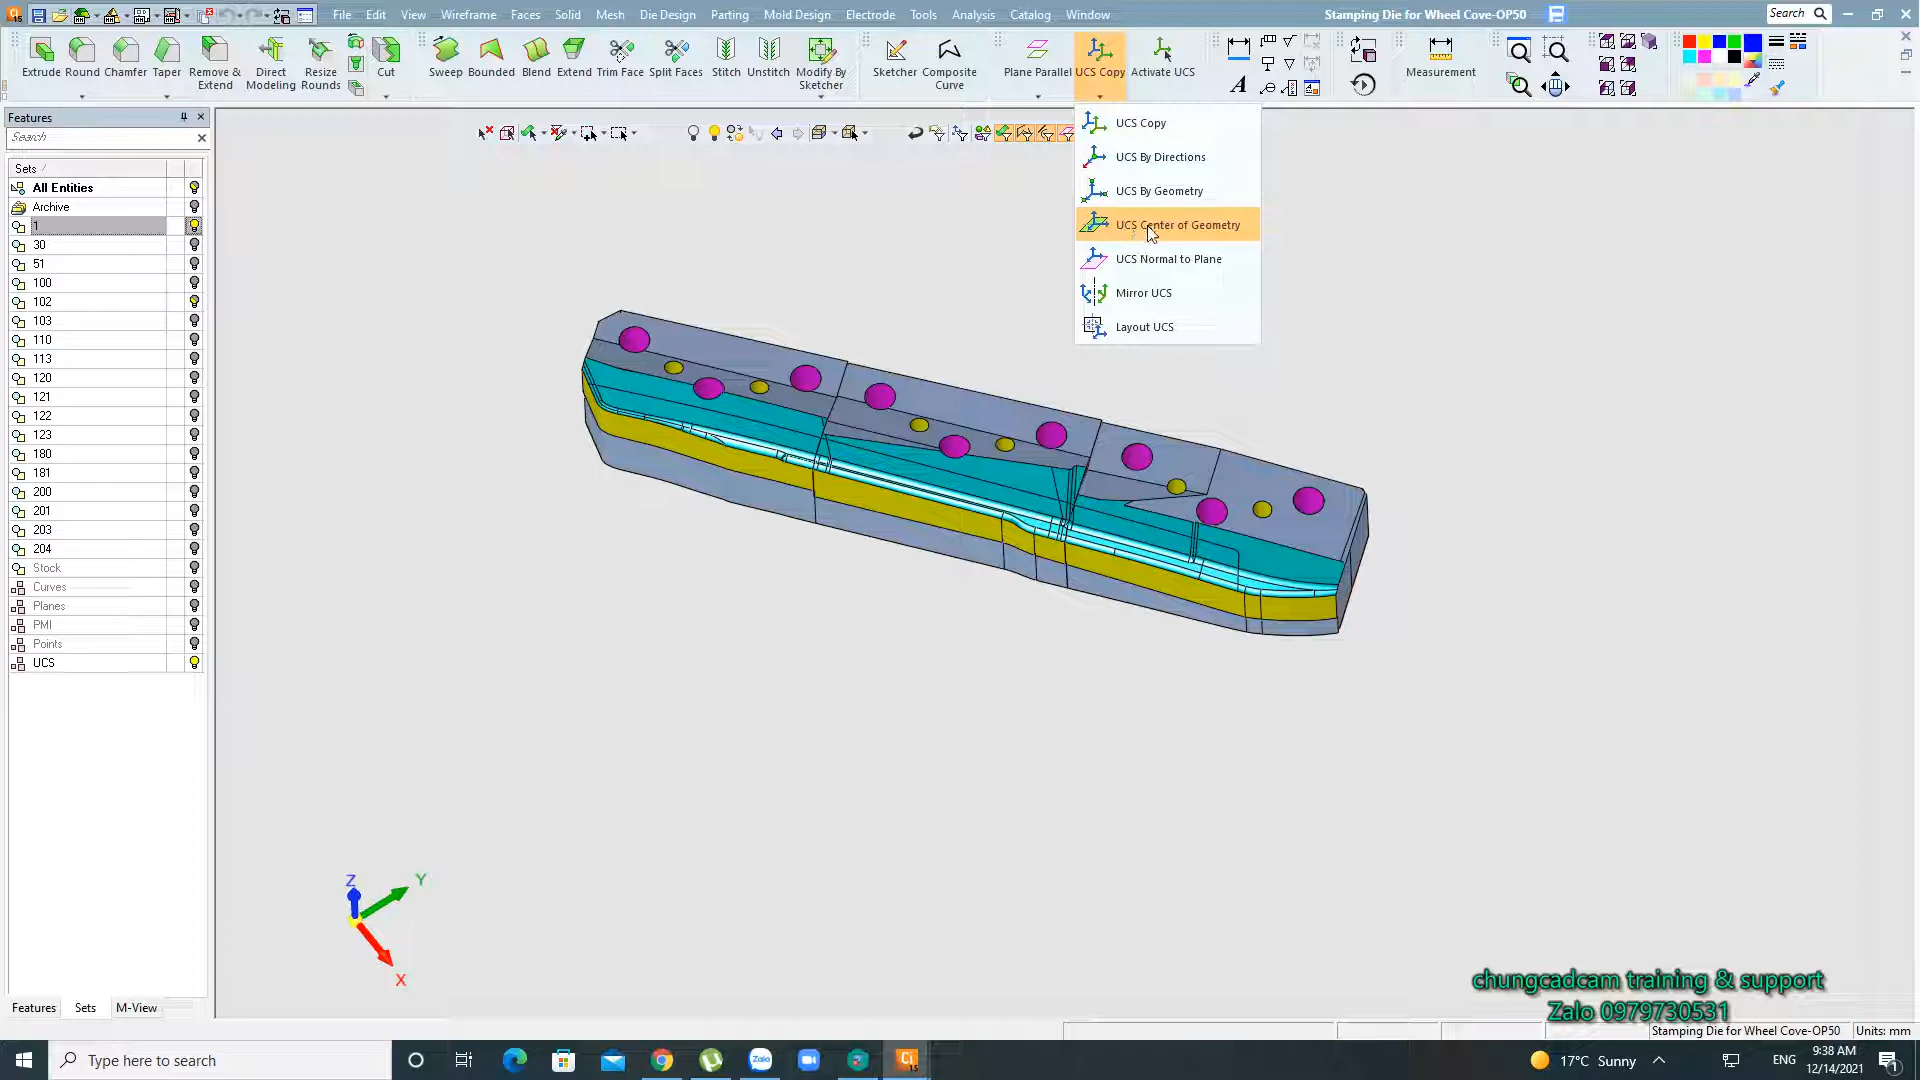 File Edit View Wireframe Faces Solid Mesh Die Design Parting Mold Design Electrode Tools Analysis Catalog Window Stamping Die for Wheel Cove-OP50 Search
Extrude Round Chamfer Taper Remove & Extend Direct Modeling Resize Rounds Cut Sweep Bounded Blend Extend Trim Face Split Faces Stitch Unstitch Modify By Sketcher Sketcher Composite Curve Plane Parallel UCS Copy Activate UCS A Measurement
Features
Search
Sets
All Entities
Archive
1
30
51
100
102
103
110
113
120
121
122
123
180
181
200
201
203
204
Stock
Curves
Planes
PMI
Points
UCS
UCS Copy
UCS By Directions
UCS By Geometry
UCS Center of Geometry
UCS Normal to Plane
Mirror UCS
Layout UCS
Z Y
X
Features Sets M-View
chungcadcam training & support
Zalo 0979730531
Stamping Die for Wheel Cove-OP50 Units: mm
Type here to search
Zalo
Ci
15
17°C Sunny
ENG
9:38 AM
12/14/2021
1